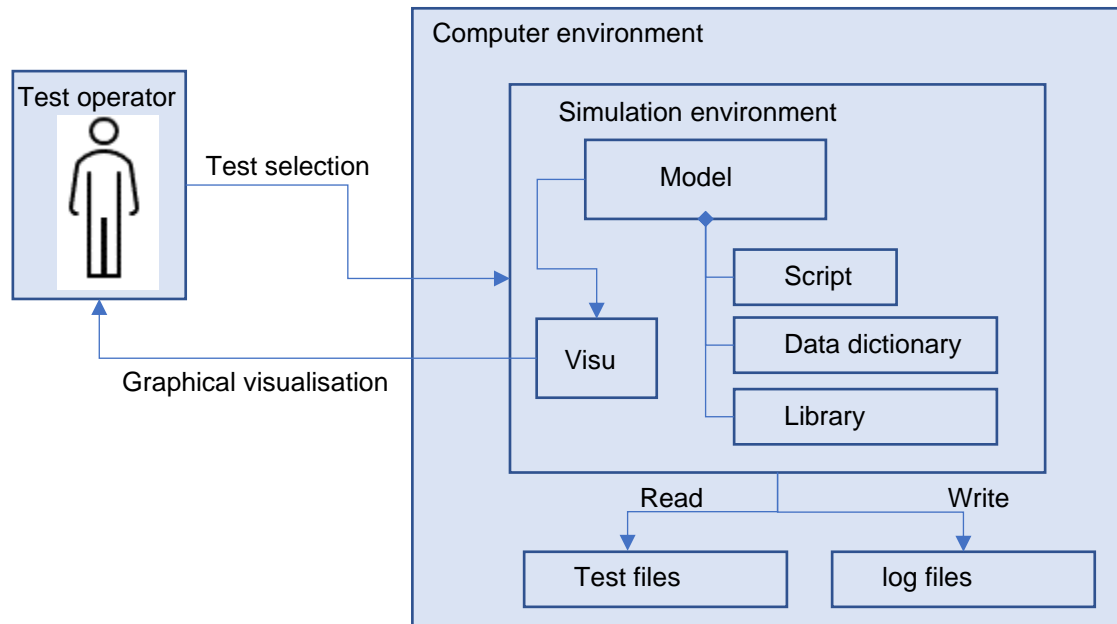 Computer environment
Test operator
Simulation environment
Model
Test selection
Script
Data dictionary
Visu
Graphical visualisation
Library
Read
Write
Test files
log files